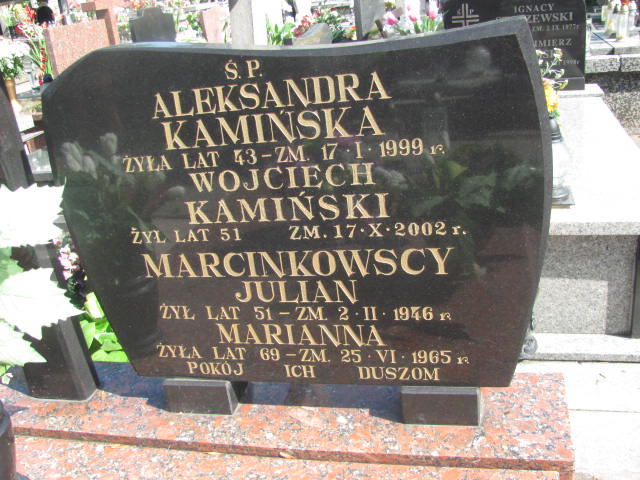 Ś.P.
ALEKSANDRA
KAMIŃSKA
ŻYŁA LAT 43 – ZM. 17 · I · 1999 r.
WOJCIECH
KAMIŃSKI
ŻYŁ LAT 51 ZM. 17 · X · 2002 r.
MARCINKOWSCY
JULIAN
ŻYŁ LAT 51 – ZM. 2 · II · 1946 r.
MARIANNA
ŻYŁA LAT 69 – ZM. 25 · VI · 1965 r.
POKÓJ ICH DUSZOM
IGNACY